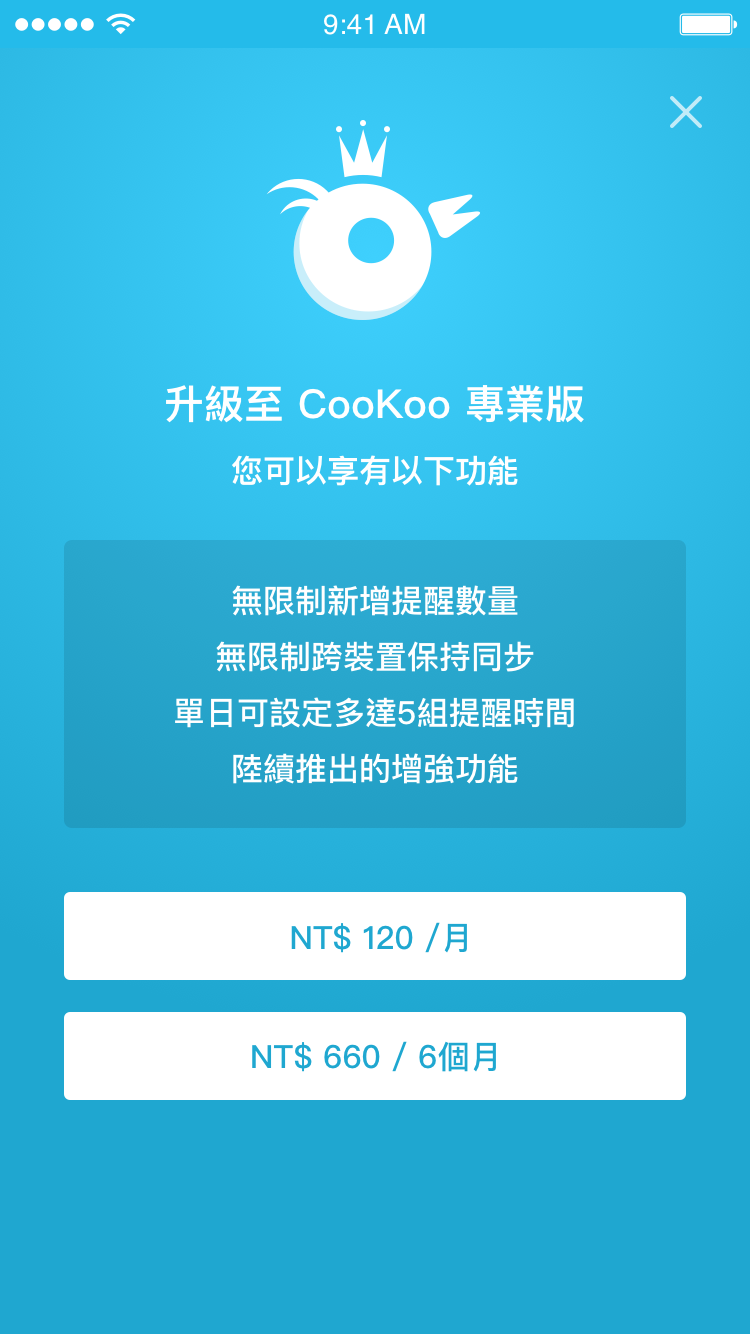 9:41 AM
升級至 CooKoo 專業版
您可以享有以下功能
無限制新增提醒數量
無限制跨裝置保持同步
單日可設定多達5組提醒時間
陸續推出的增強功能
NT$ 120 /月
NT$ 660 / 6個月